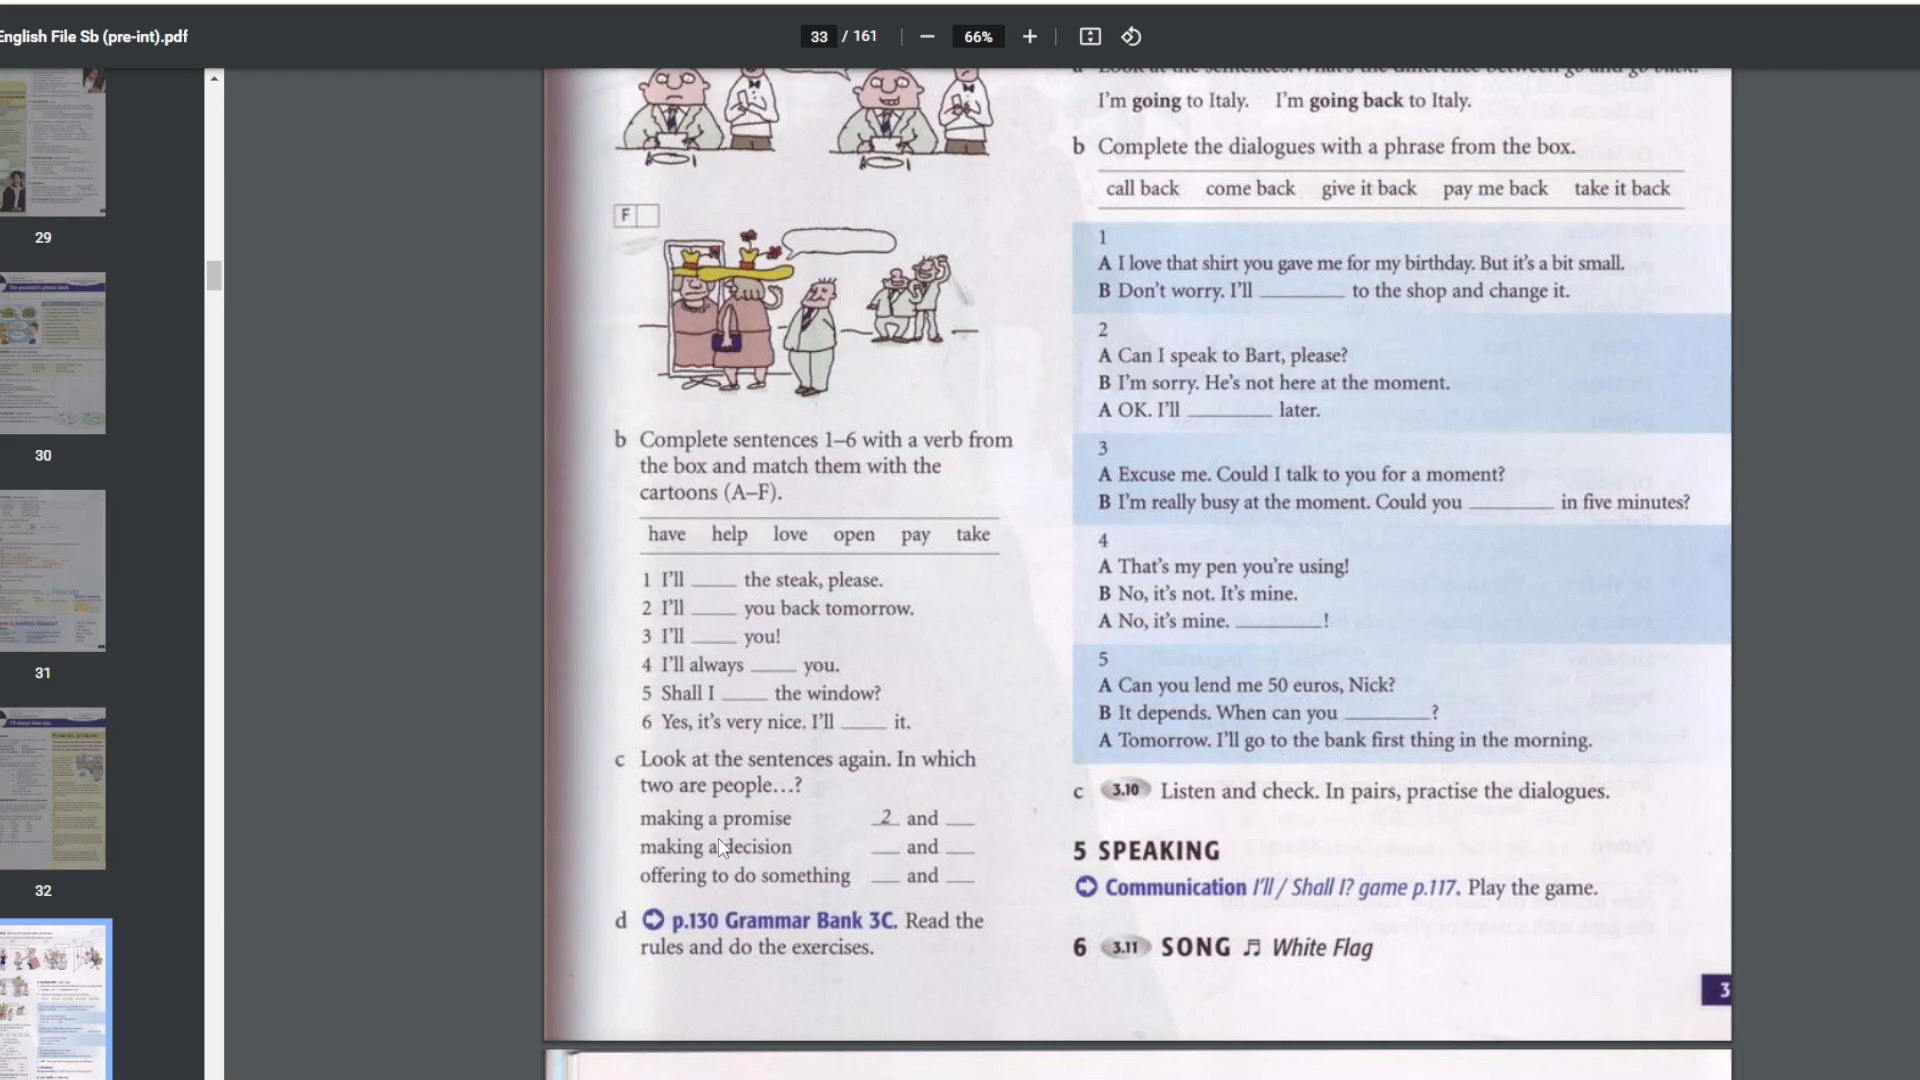 English File Sb (pre-int).pdf
33 / 161
66%
29
30
31
32
F
b Complete sentences 1–6 with a verb from
the box and match them with the
cartoons (A–F).
have help love open pay take
1 I'll ____ the steak, please.
2 I'll ____ you back tomorrow.
3 I'll ____ you!
4 I'll always ____ you.
5 Shall I ____ the window?
6 Yes, it's very nice. I'll ____ it.
c Look at the sentences again. In which
two are people…?
making a promise 2 and ___
making a decision ___ and ___
offering to do something ___ and ___
d p.130 Grammar Bank 3C. Read the
rules and do the exercises.
a Look at the sentences. What's the difference between go and go back?
I'm going to Italy. I'm going back to Italy.
b Complete the dialogues with a phrase from the box.
call back come back give it back pay me back take it back
1
A I love that shirt you gave me for my birthday. But it's a bit small.
B Don't worry. I'll ________ to the shop and change it.
2
A Can I speak to Bart, please?
B I'm sorry. He's not here at the moment.
A OK. I'll ________ later.
3
A Excuse me. Could I talk to you for a moment?
B I'm really busy at the moment. Could you ________ in five minutes?
4
A That's my pen you're using!
B No, it's not. It's mine.
A No, it's mine. ________!
5
A Can you lend me 50 euros, Nick?
B It depends. When can you ________?
A Tomorrow. I'll go to the bank first thing in the morning.
c 3.10 Listen and check. In pairs, practise the dialogues.
5 SPEAKING
Communication I'll / Shall I? game p.117. Play the game.
6 3.11 SONG ♫ White Flag
3